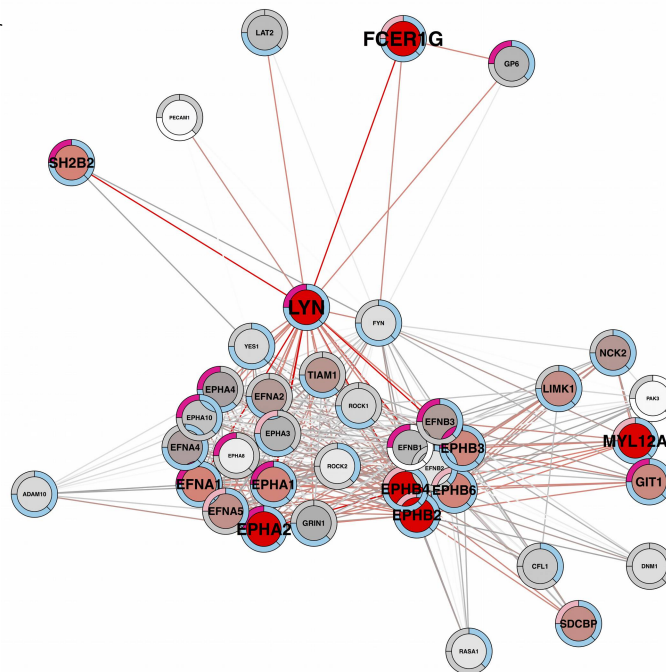 LAT2
FCER1G
GP6
PECAM1
SH2B2
LYN
FYN
YES1
NCK2
TIAM1
LIMK1
EPHA4
EFNA2
PAK3
ROCK1
EPHA10
EFNB3
EPHA3
MYL12A
EFNA4
EFNB1
EPHB3
EPHA8
ROCK2
EFNB2
GIT1
EFNA1
EPHA1
EPHB4
EPHB6
ADAM10
EFNA5
EPHB2
GRIN1
EPHA2
CFL1
DNM1
SDCBP
RASA1